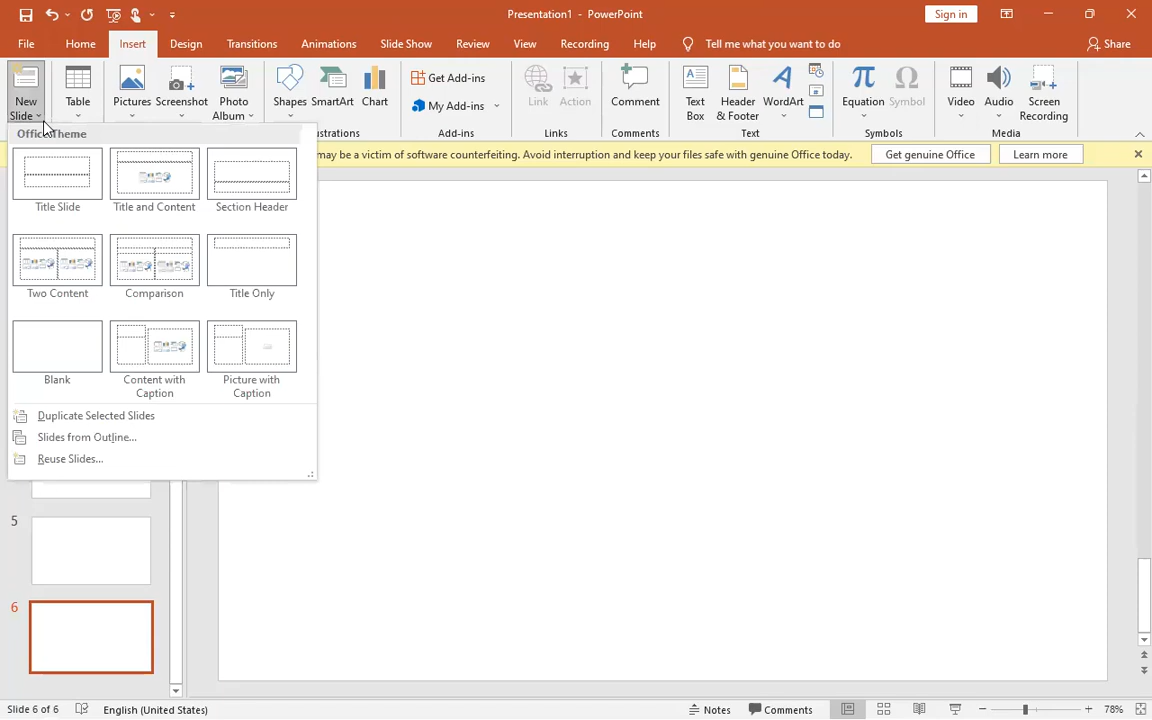 Presentation1 - PowerPoint
Sign in
File Home Insert Design Transitions Animations Slide Show Review View Recording Help Tell me what you want to do Share
New Slide
Table
Pictures
Screenshot
Photo Album
Shapes
SmartArt
Chart
Get Add-ins
My Add-ins
Link
Action
Comment
Text Box
Header & Footer
WordArt
Equation
Symbol
Video
Audio
Screen Recording
Add-ins
Links
Comments
Text
Symbols
Media
may be a victim of software counterfeiting. Avoid interruption and keep your files safe with genuine Office today.
Get genuine Office
Learn more
Office Theme
Title Slide
Title and Content
Section Header
Two Content
Comparison
Title Only
Blank
Content with Caption
Picture with Caption
Duplicate Selected Slides
Slides from Outline...
Reuse Slides...
5
6
Slide 6 of 6
English (United States)
Notes
Comments
78%